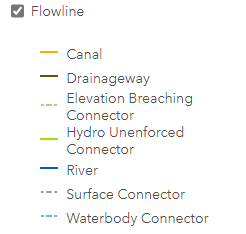 Flowline
Canal
Drainageway
Elevation Breaching
Connector
Hydro Unenforced
Connector
River
Surface Connector
Waterbody Connector